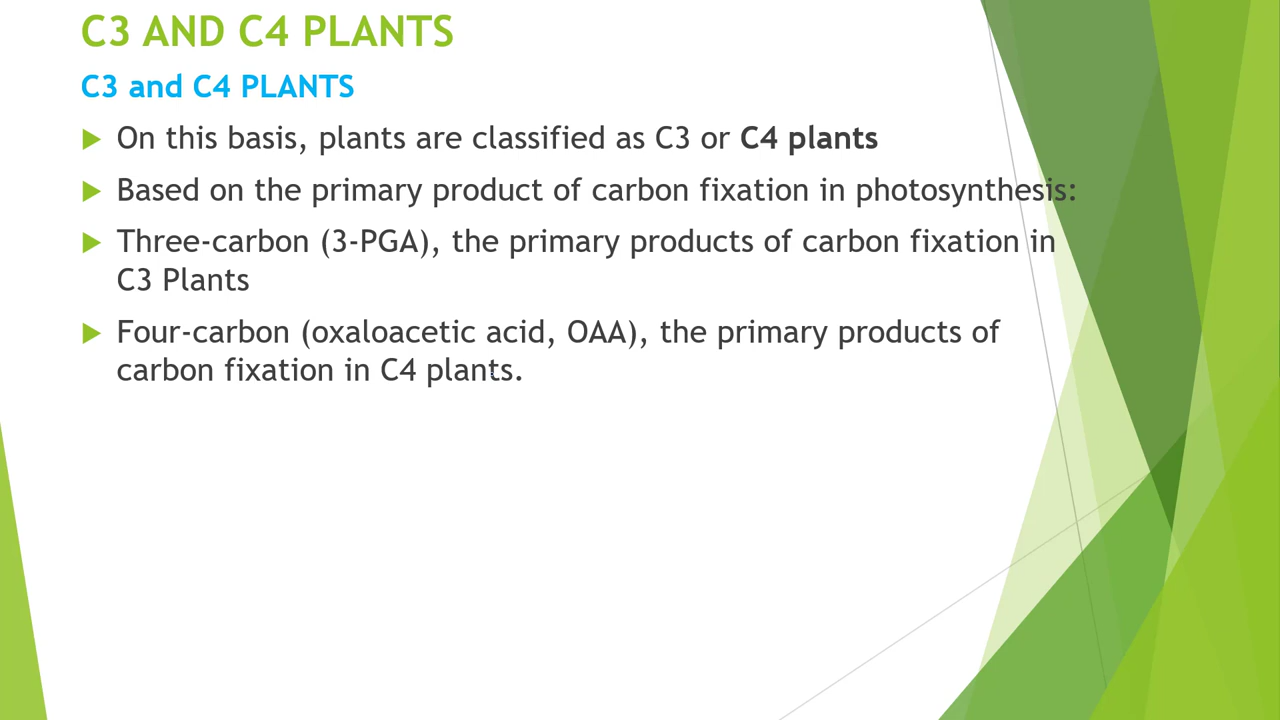 C3 AND C4 PLANTS
C3 and C4 PLANTS
On this basis, plants are classified as C3 or C4 plants
Based on the primary product of carbon fixation in photosynthesis:
Three-carbon (3-PGA), the primary products of carbon fixation in
C3 Plants
Four-carbon (oxaloacetic acid, OAA), the primary products of
carbon fixation in C4 plants.